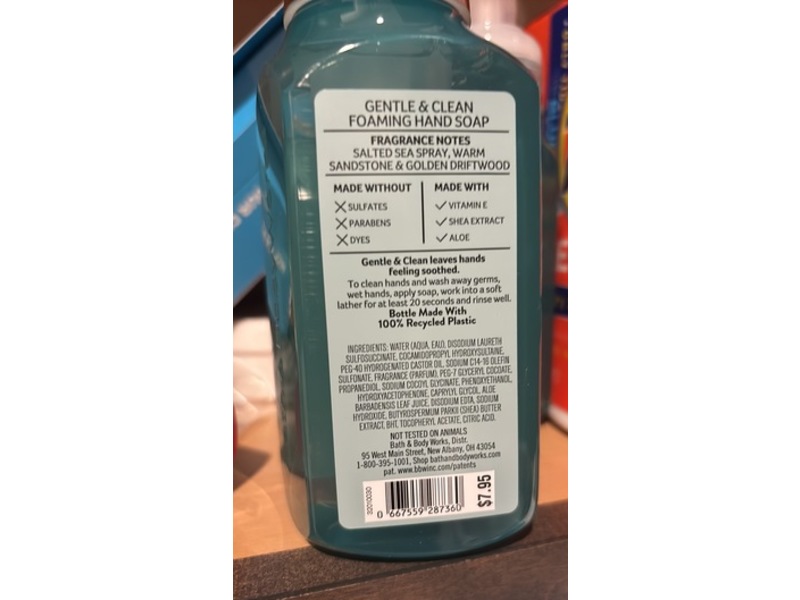 GENTLE & CLEAN
FOAMING HAND SOAP
FRAGRANCE NOTES
SALTED SEA SPRAY, WARM
SANDSTONE & GOLDEN DRIFTWOOD
MADE WITHOUT
SULFATES
PARABENS
DYES
MADE WITH
VITAMIN E
SHEA EXTRACT
ALOE
Gentle & Clean leaves hands
feeling soothed.
To clean hands and wash away germs,
wet hands, apply soap, work into a soft
lather for at least 20 seconds and rinse well.
Bottle Made With
100% Recycled Plastic
INGREDIENTS: WATER (AQUA, EAU), DISODIUM LAURETH
SULFOSUCCINATE, COCAMIDOPROPYL HYDROXYSULTAINE,
PEG-40 HYDROGENATED CASTOR OIL, SODIUM C14-16 OLEFIN
SULFONATE, FRAGRANCE (PARFUM), PEG-7 GLYCERYL COCOATE,
PROPANEDIOL, SODIUM COCOYL GLYCINATE, PHENOXYETHANOL,
HYDROXYACETOPHENONE, CAPRYLYL GLYCOL, ALOE
BARBADENSIS LEAF JUICE, DISODIUM EDTA, SODIUM
HYDROXIDE, BUTYROSPERMUM PARKII (SHEA) BUTTER
EXTRACT, BHT, TOCOPHERYL ACETATE, CITRIC ACID.
NOT TESTED ON ANIMALS
Bath & Body Works, Distr.
95 West Main Street, New Albany, OH 43054
1-800-395-1001, Shop bathandbodyworks.com
pat. www.bbwinc.com/patents
0 667559 287360
$7.95